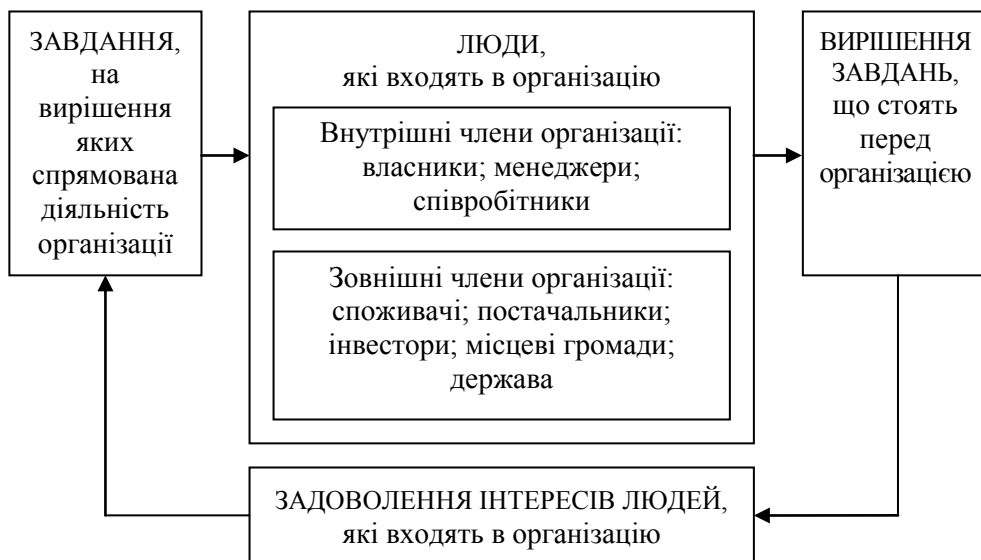 ЗАВДАННЯ,
на
вирішення
яких
спрямована
діяльність
організації
ЛЮДИ,
які входять в організацію
Внутрішні члени організації:
власники; менеджери;
співробітники
Зовнішні члени організації:
споживачі; постачальники;
інвестори; місцеві громади;
держава
ВИРІШЕННЯ
ЗАВДАНЬ,
що стоять
перед
організацією
ЗАДОВОЛЕННЯ ІНТЕРЕСІВ ЛЮДЕЙ,
які входять в організацію